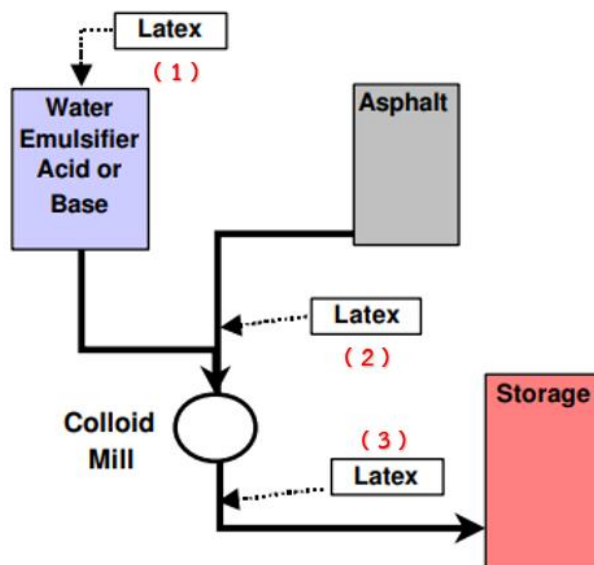 Latex
( 1 )
Water
Emulsifier
Acid or
Base
Asphalt
Latex
( 2 )
Colloid
Mill
( 3 )
Latex
Storage